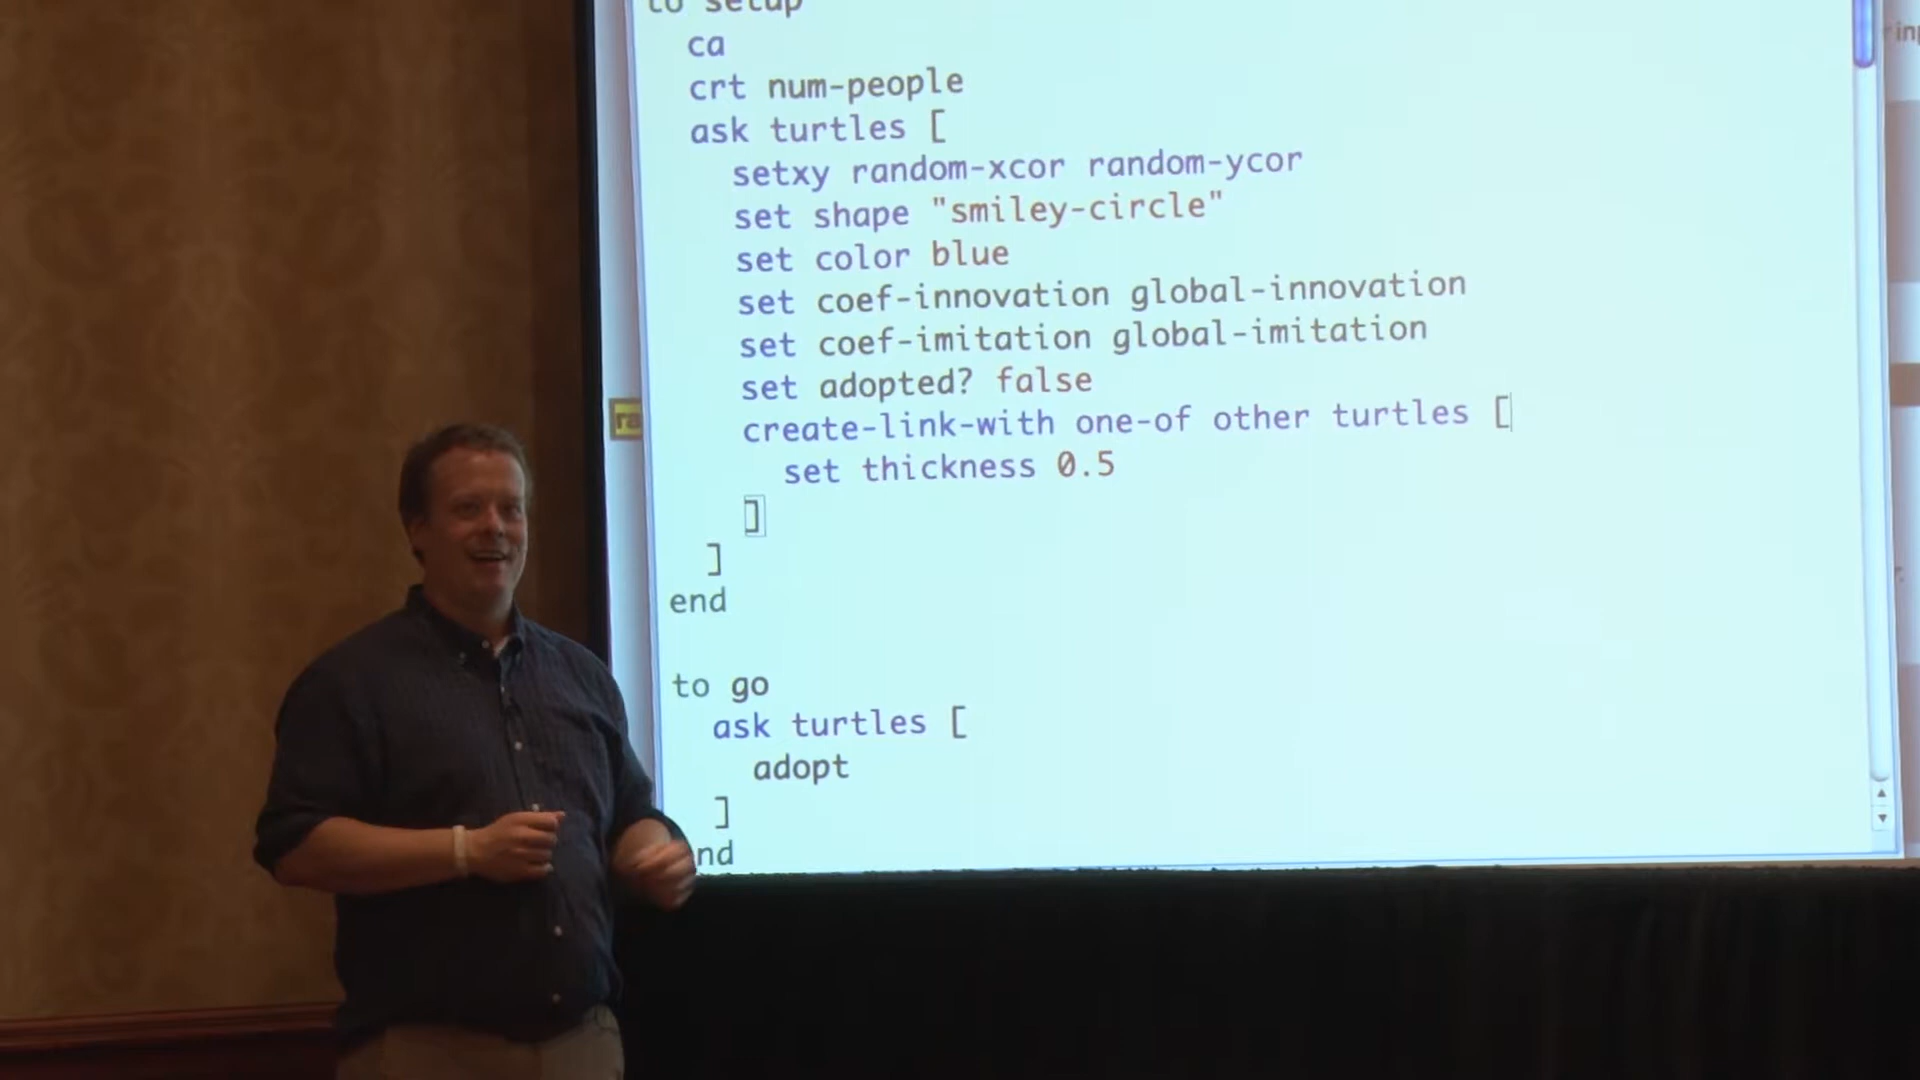 to setup
ca
crt num-people
ask turtles [
setxy random-xcor random-ycor
set shape "smiley-circle"
set color blue
set coef-innovation global-innovation
set coef-imitation global-imitation
set adopted? false
create-link-with one-of other turtles [
set thickness 0.5
]
]
end
to go
ask turtles [
adopt
]
nd